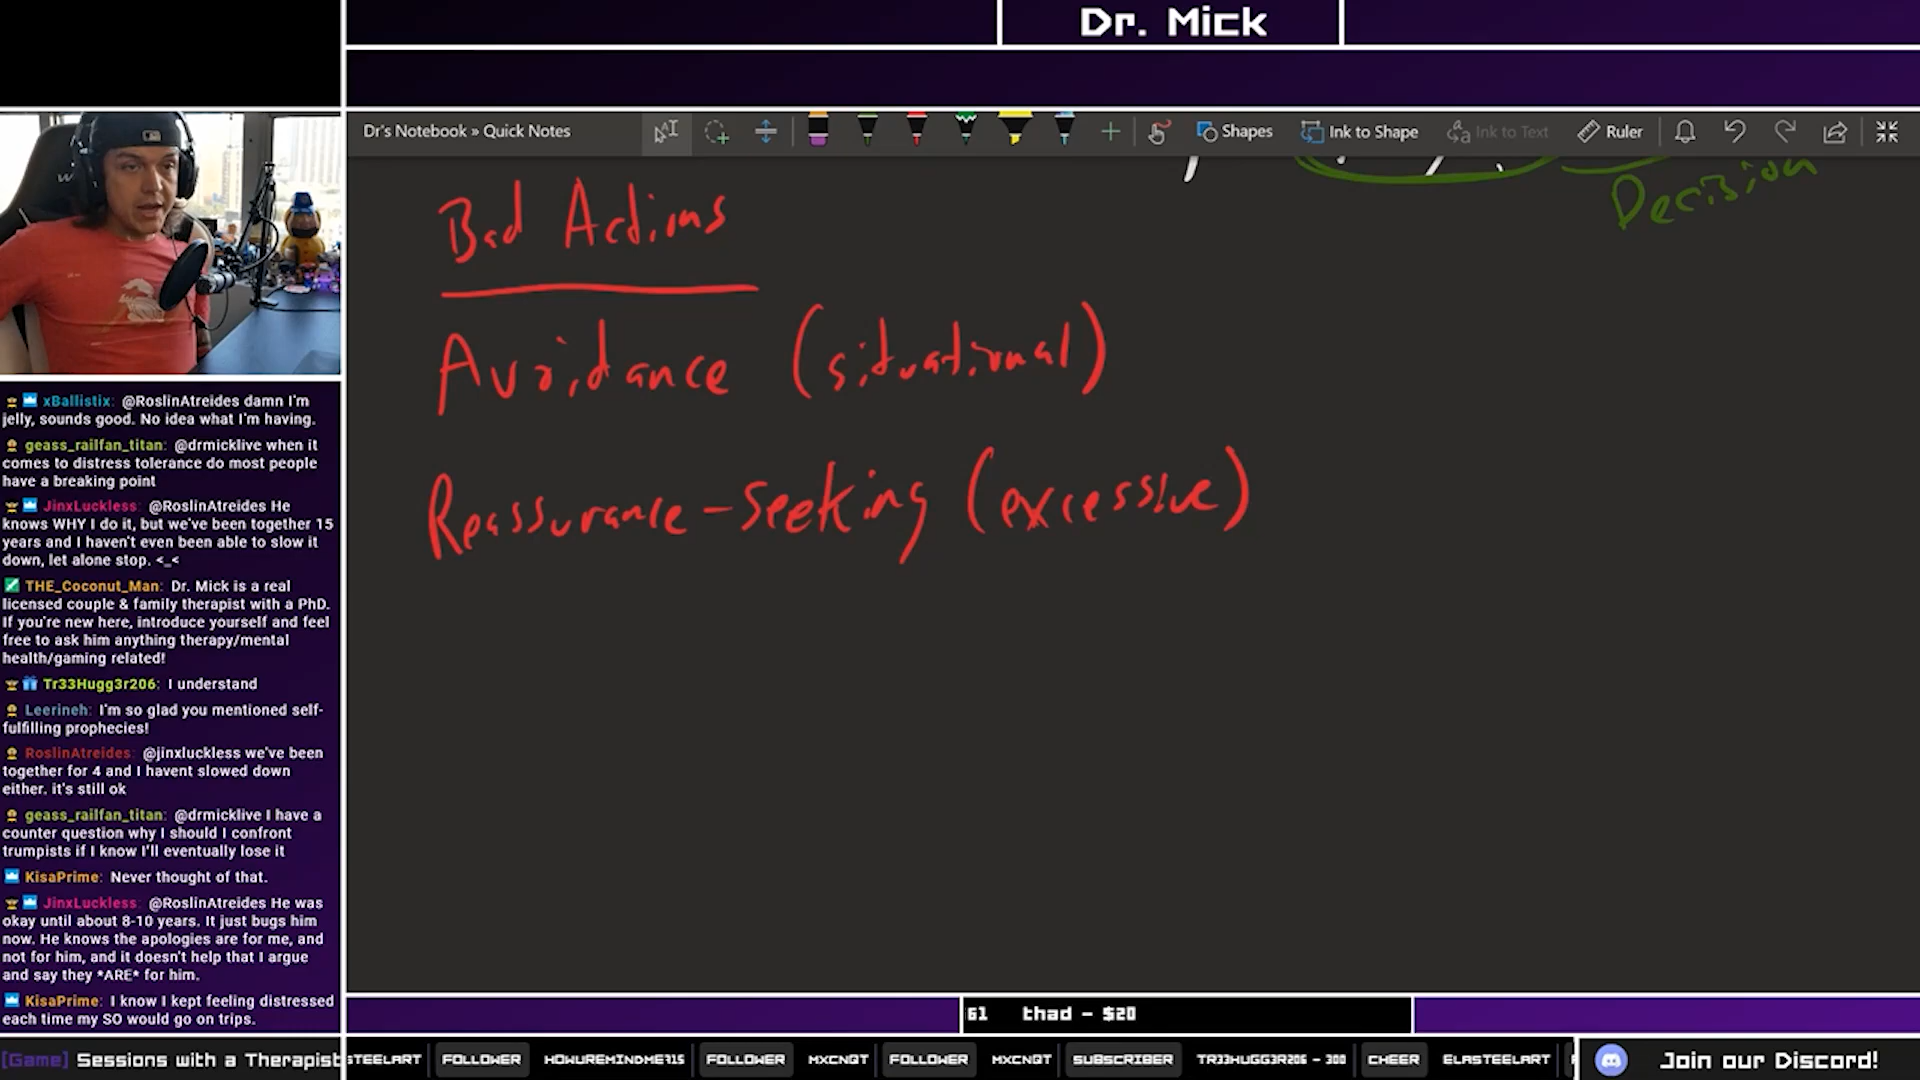 Dr. Mick
Dr's Notebook » Quick Notes
Shapes
Ink to Shape
Ink to Text
Ruler
Decision
Bad Actions
Avoidance (situational)
Reassurance-seeking (excessive)
xBallistix: @RoslinAtreides damn I'm
jelly, sounds good. No idea what I'm having.
geass_railfan_titan: @drmicklive when it
comes to distress tolerance do most people
have a breaking point
JinxLuckless: @RoslinAtreides He
knows WHY I do it, but we've been together 15
years and I haven't even been able to slow it
down, let alone stop. <_<
THE_Coconut_Man: Dr. Mick is a real
licensed couple & family therapist with a PhD.
If you're new here, introduce yourself and feel
free to ask him anything therapy/mental
health/gaming related!
Tr33Hugg3r206: I understand
Leerineh: I'm so glad you mentioned self-
fulfilling prophecies!
RoslinAtreides: @jinxluckless we've been
together for 4 and I havent slowed down
either. it's still ok
geass_railfan_titan: @drmicklive I have a
counter question why I should I confront
trumpists if I know I'll eventually lose it
KisaPrime: Never thought of that.
JinxLuckless: @RoslinAtreides He was
okay until about 8-10 years. It just bugs him
now. He knows the apologies are for me, and
not for him, and it doesn't help that I argue
and say they *ARE* for him.
KisaPrime: I know I kept feeling distressed
each time my SO would go on trips.
61 thad - $20
[Game] Sessions with a Therapist
STEELART FOLLOWER HOWUREMINDME715 FOLLOWER MXCNQT FOLLOWER MXCNQT SUBSCRIBER TR33HUGG3R206 - 300 CHEER ELASTEELART
Join our Discord!